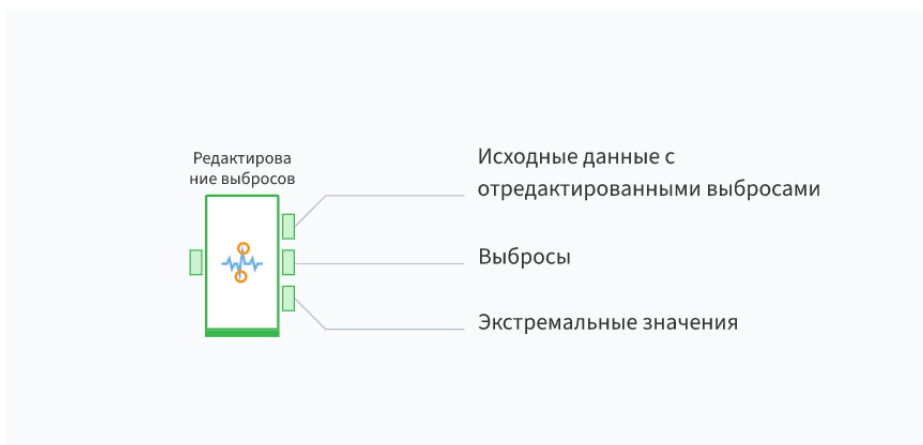 Редактирова
ние выбросов
Исходные данные с
отредактированными выбросами
Выбросы
Экстремальные значения